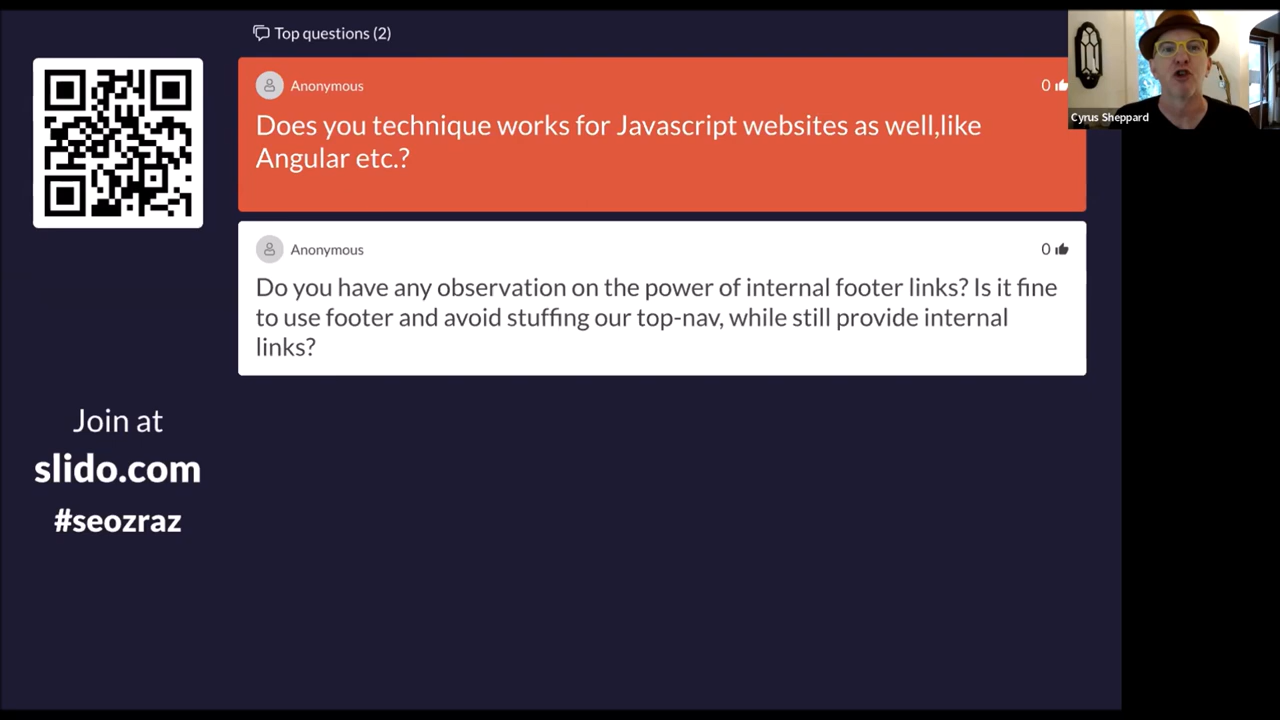 Top questions (2)
Anonymous
0
Does you technique works for Javascript websites as well,like
Angular etc.?
Cyrus Sheppard
Anonymous
0
Do you have any observation on the power of internal footer links? Is it fine
to use footer and avoid stuffing our top-nav, while still provide internal
links?
Join at
slido.com
#seozraz